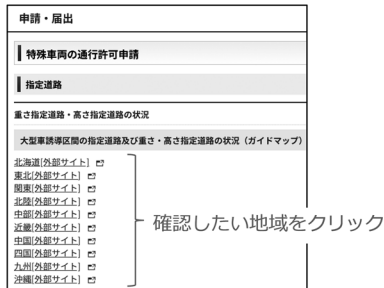 申請・届出
特殊車両の通行許可申請
指定道路
重さ指定道路・高さ指定道路の状況
大型車誘導区間の指定道路及び重さ・高さ指定道路の状況（ガイドマップ）
北海道[外部サイト]
東北[外部サイト]
関東[外部サイト]
北陸[外部サイト]
中部[外部サイト]
近畿[外部サイト]
中国[外部サイト]
四国[外部サイト]
九州[外部サイト]
沖縄[外部サイト]
確認したい地域をクリック